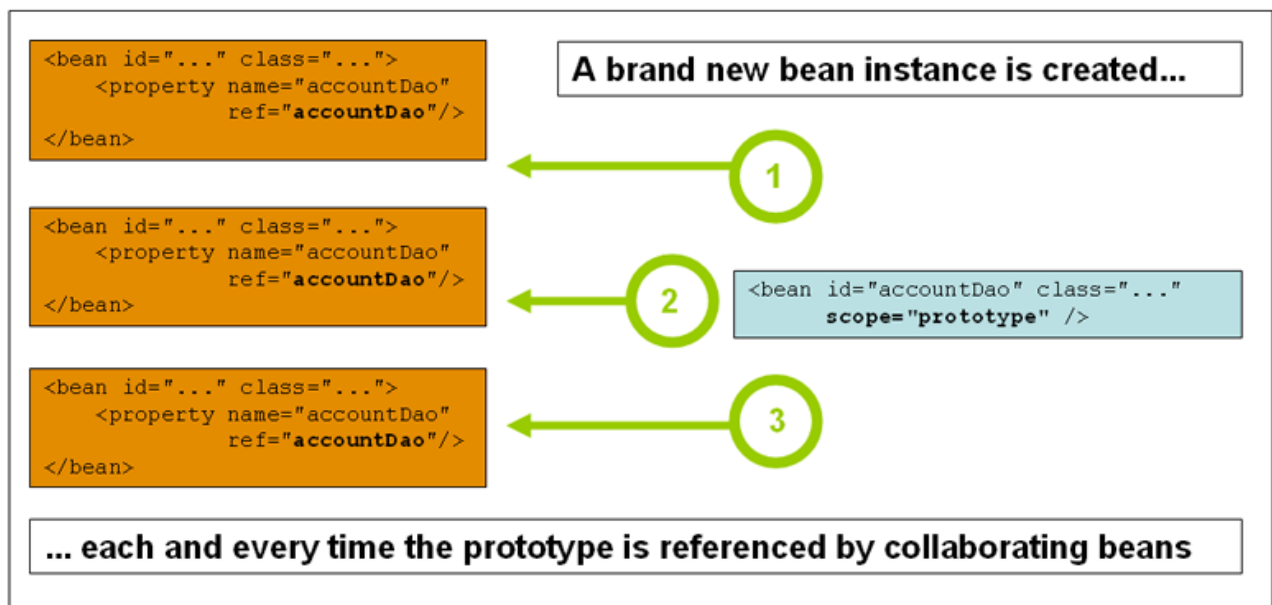 <bean id="..." class="...">
    <property name="accountDao"
              ref="accountDao"/>
</bean>
A brand new bean instance is created...
1
<bean id="..." class="...">
    <property name="accountDao"
              ref="accountDao"/>
</bean>
2
<bean id="accountDao" class="..."
      scope="prototype" />
<bean id="..." class="...">
    <property name="accountDao"
              ref="accountDao"/>
</bean>
3
... each and every time the prototype is referenced by collaborating beans